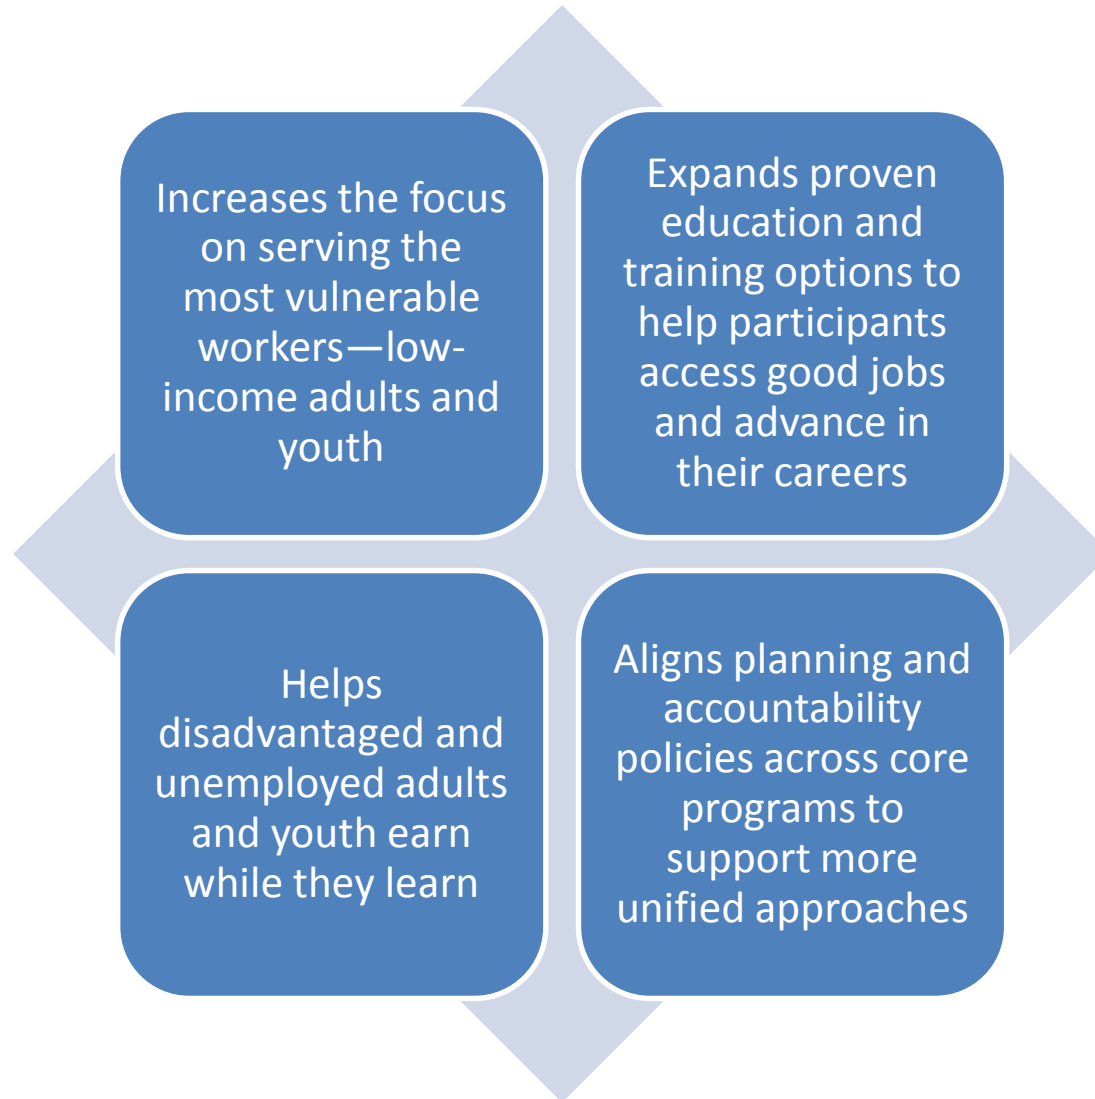 Increases the focus
on serving the
most vulnerable
workers—low-
income adults and
youth
Expands proven
education and
training options to
help participants
access good jobs
and advance in
their careers
Helps
disadvantaged and
unemployed adults
and youth earn
while they learn
Aligns planning and
accountability
policies across core
programs to
support more
unified approaches